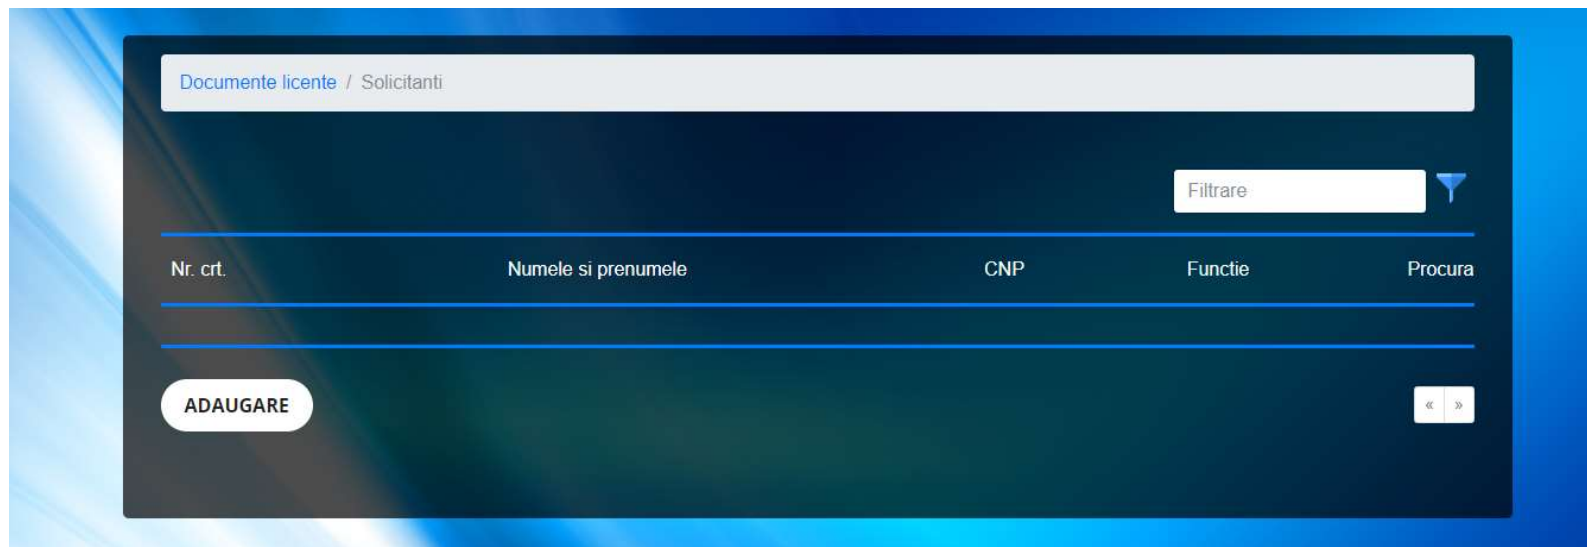 Documente licente / Solicitanti
Filtrare
Nr. crt. Numele si prenumele CNP Functie Procura
ADAUGARE
« »